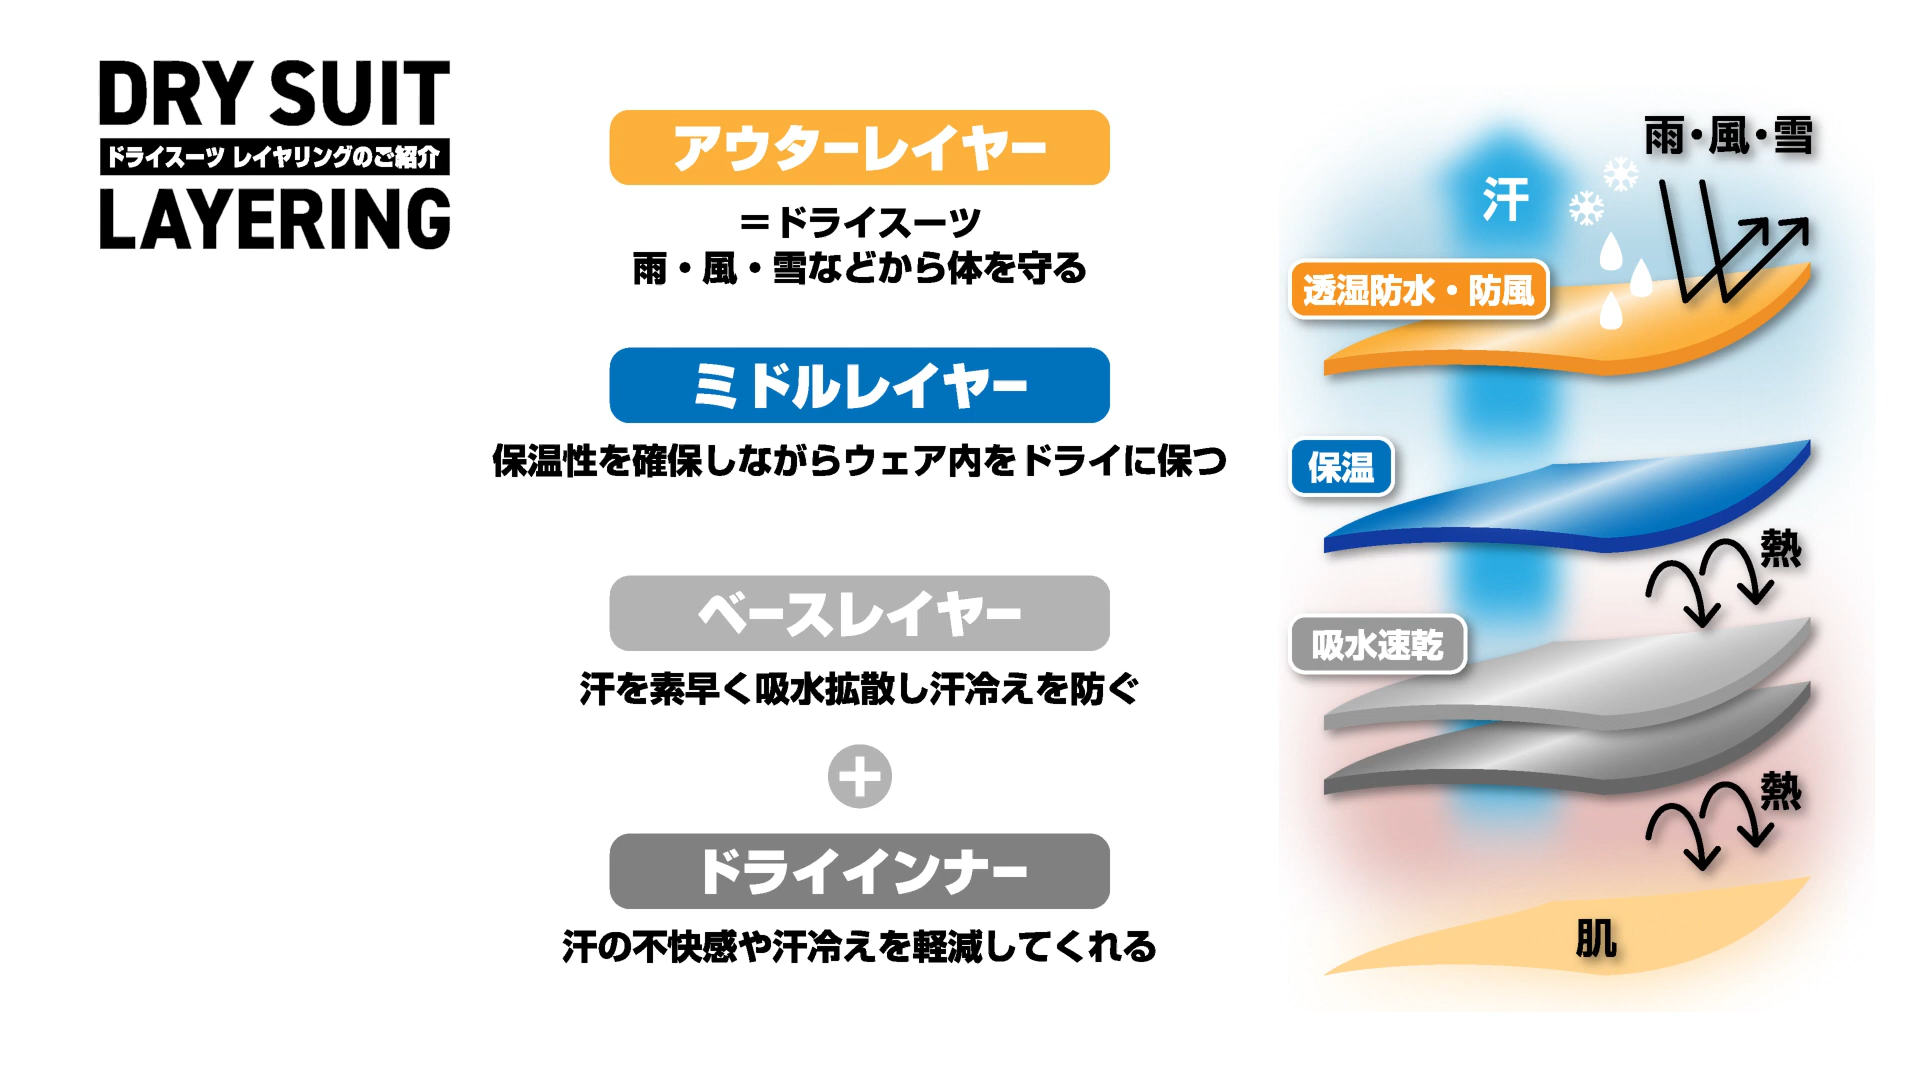 DRY SUIT
ドライスーツ レイヤリングのご紹介
LAYERING
アウターレイヤー
＝ドライスーツ
雨・風・雪などから体を守る
ミドルレイヤー
保温性を確保しながらウェア内をドライに保つ
ベースレイヤー
汗を素早く吸水拡散し汗冷えを防ぐ
＋
ドライインナー
汗の不快感や汗冷えを軽減してくれる
雨・風・雪
汗
透湿防水・防風
保温
熱
吸水速乾
熱
肌